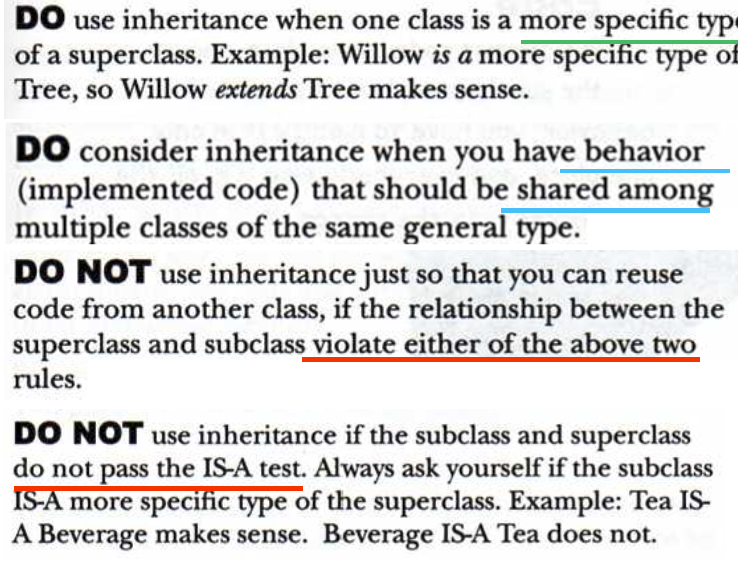 DO use inheritance when one class is a more specific type
of a superclass. Example: Willow is a more specific type of
Tree, so Willow extends Tree makes sense.
DO consider inheritance when you have behavior
(implemented code) that should be shared among
multiple classes of the same general type.
DO NOT use inheritance just so that you can reuse
code from another class, if the relationship between the
superclass and subclass violate either of the above two
rules.
DO NOT use inheritance if the subclass and superclass
do not pass the IS-A test. Always ask yourself if the subclass
IS-A more specific type of the superclass. Example: Tea IS-
A Beverage makes sense. Beverage IS-A Tea does not.